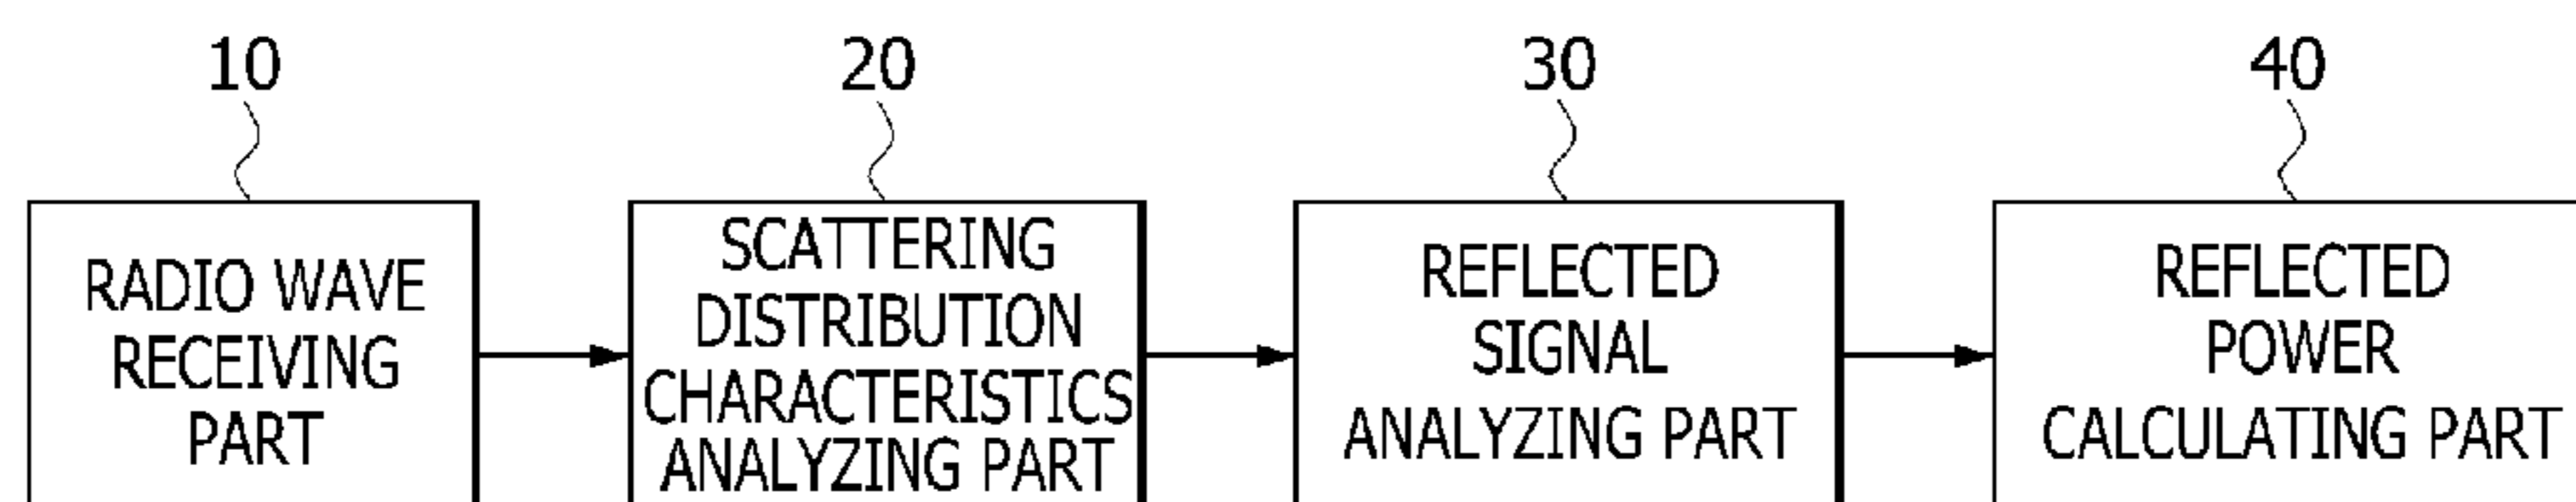 10
20
30
40
RADIO WAVE
RECEIVING
PART
SCATTERING
DISTRIBUTION
CHARACTERISTICS
ANALYZING PART
REFLECTED
SIGNAL
ANALYZING PART
REFLECTED
POWER
CALCULATING PART